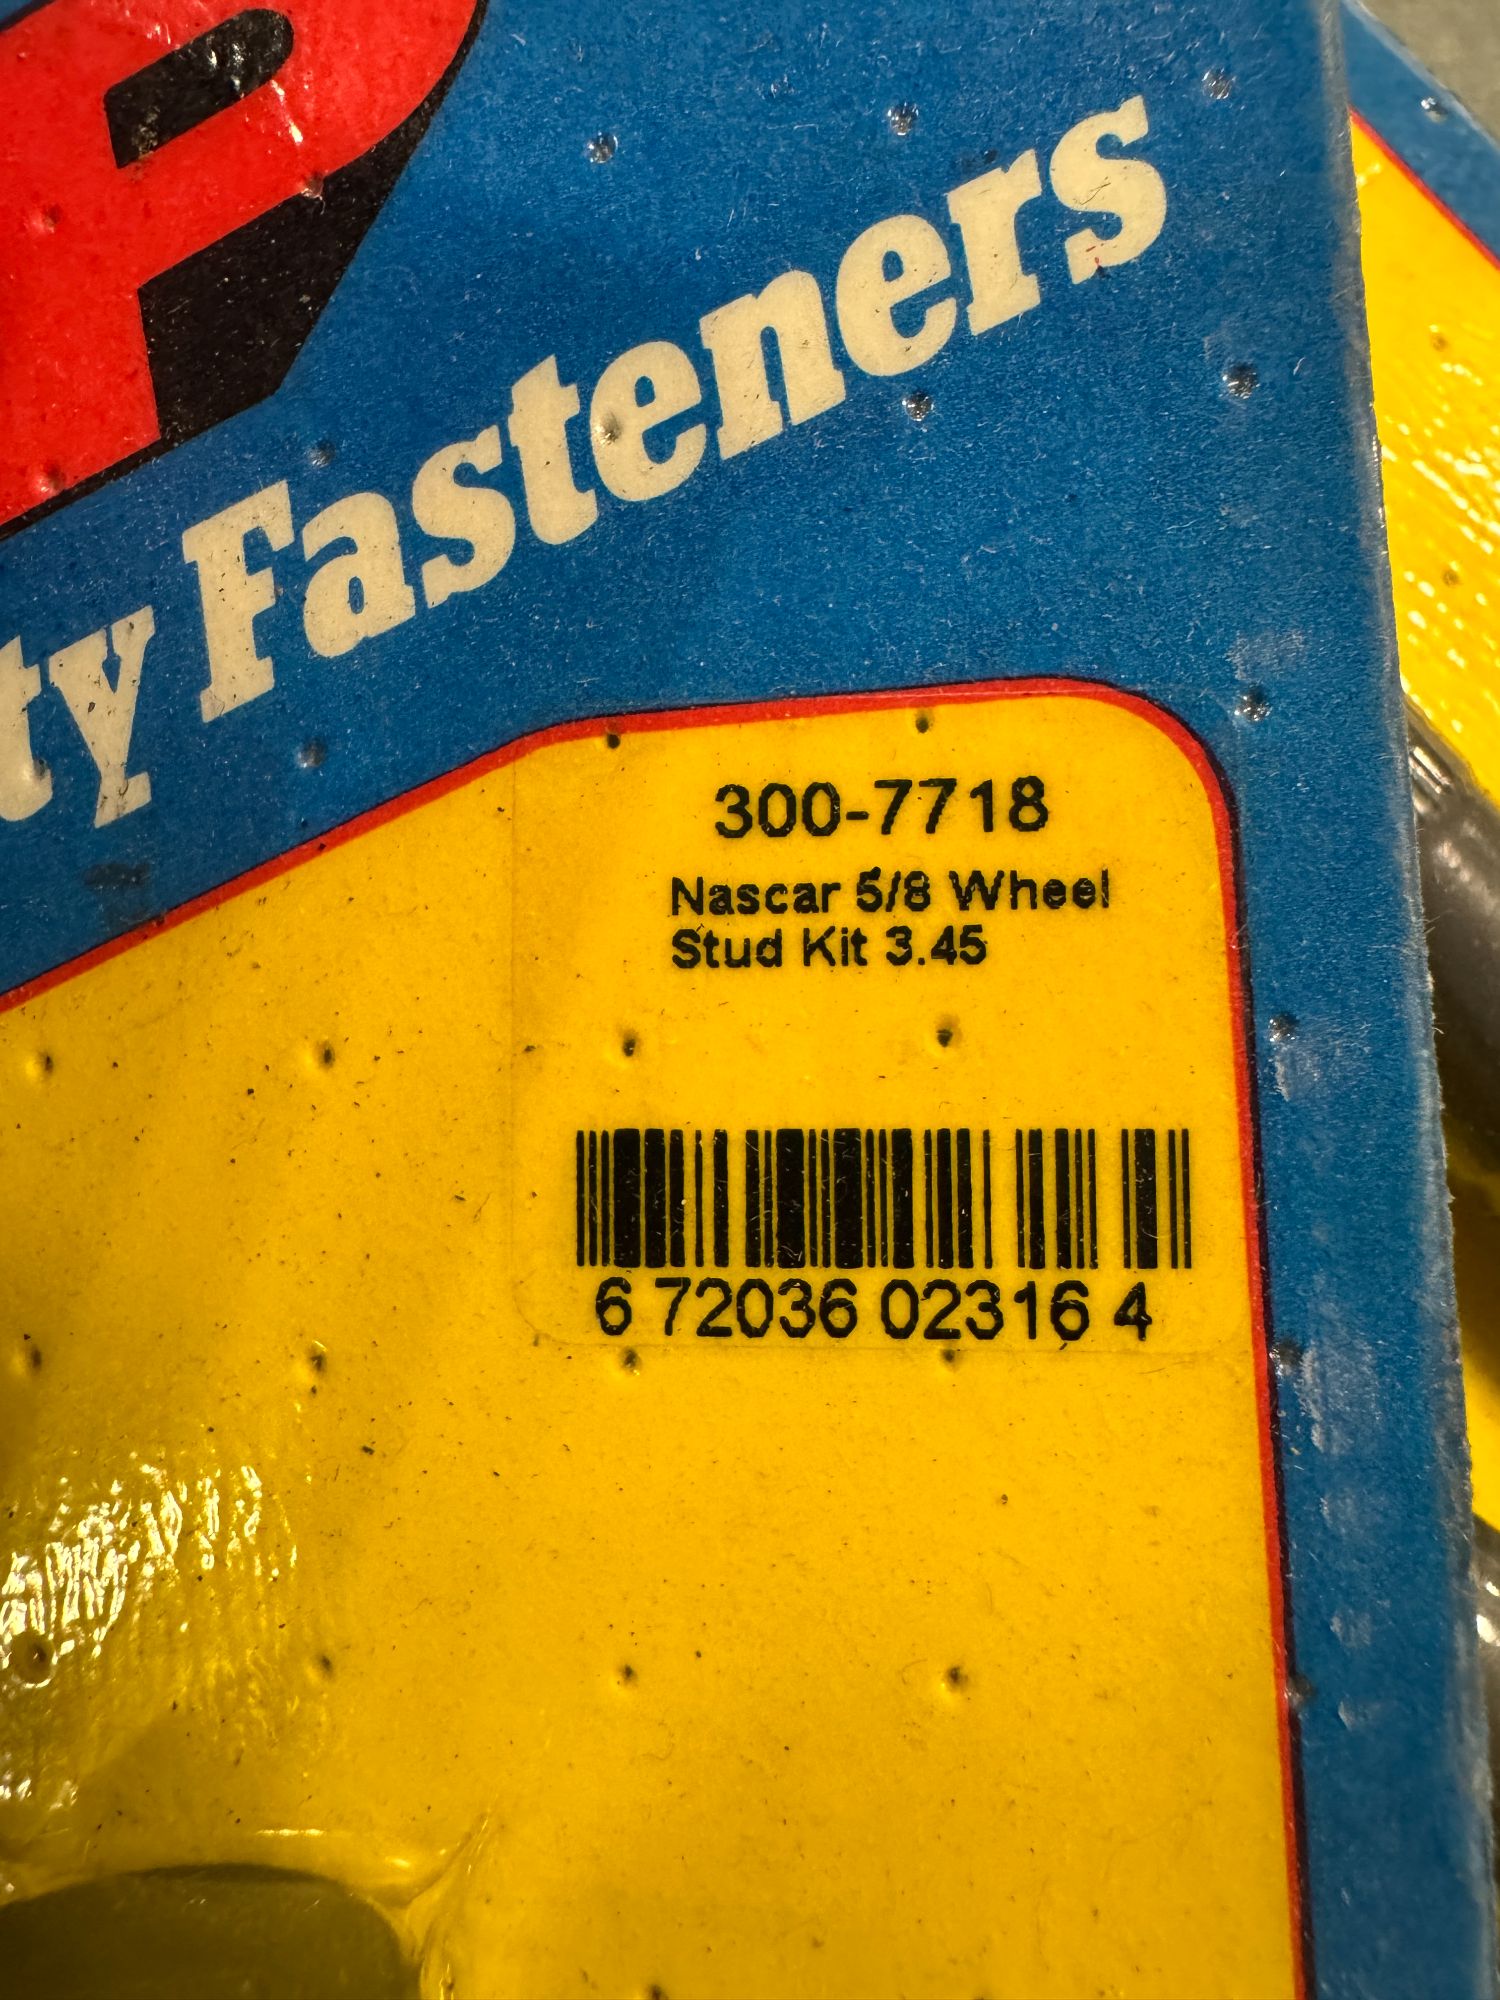 P
ty Fasteners
300-7718
Nascar 5/8 Wheel
Stud Kit 3.45
6 72036 02316 4